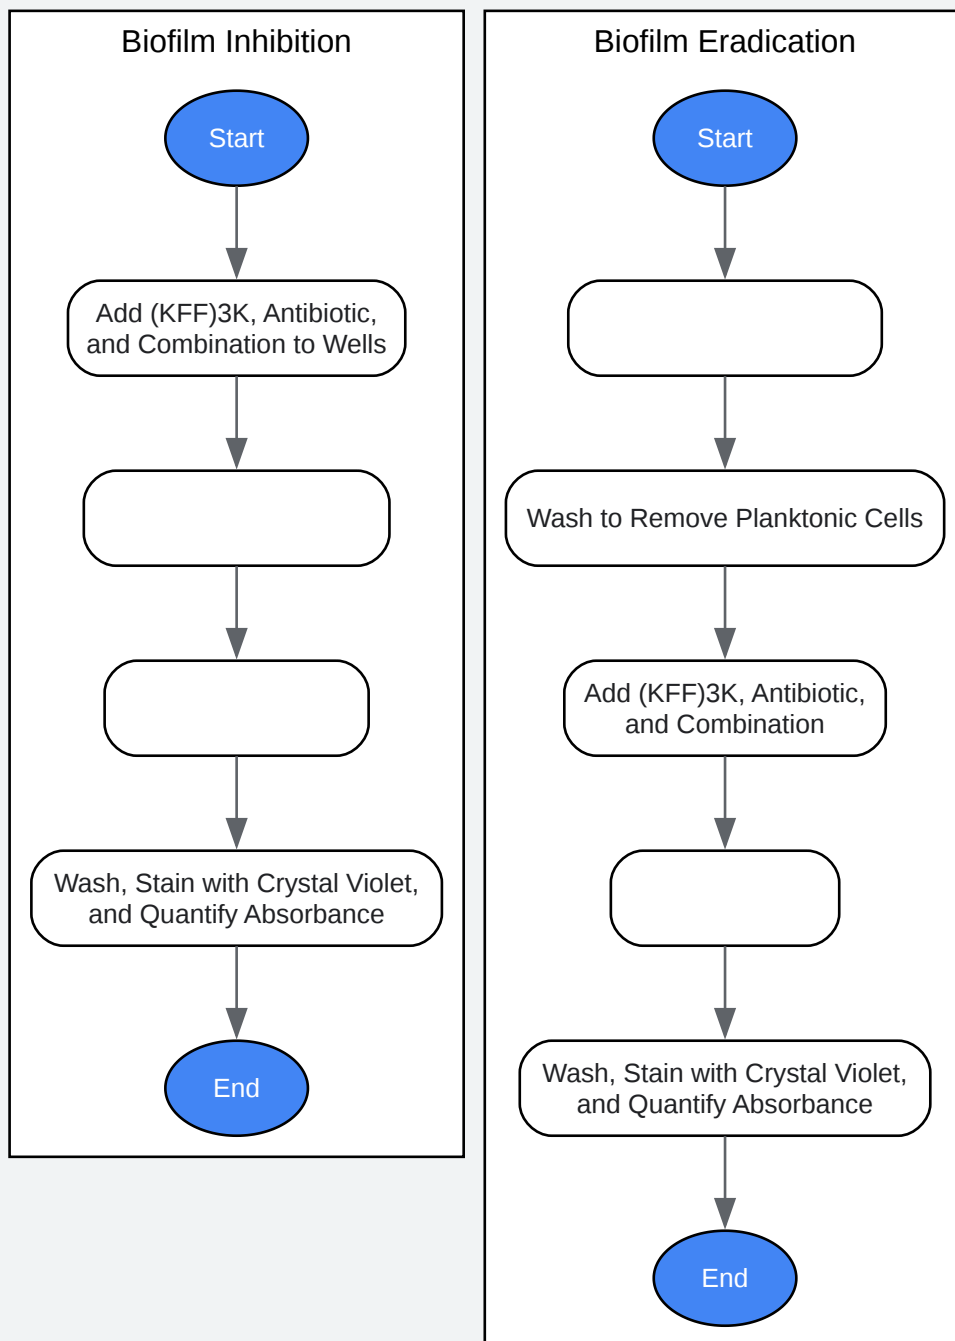 Biofilm Inhibition
Start
Add (KFF)3K, Antibiotic,
and Combination to Wells
Wash, Stain with Crystal Violet,
and Quantify Absorbance
End
Biofilm Eradication
Start
Wash to Remove Planktonic Cells
Add (KFF)3K, Antibiotic,
and Combination
Wash, Stain with Crystal Violet,
and Quantify Absorbance
End